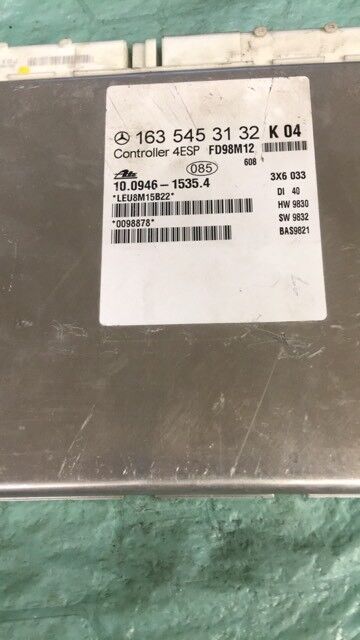 163 545 31 32 K 04
Controller 4ESP FD98M12
608
Ate 085
10.0946-1535.4 3X6 033
*LEU8M15B22* DI 40
HW 9830
*0098878* SW 9832
BAS9821